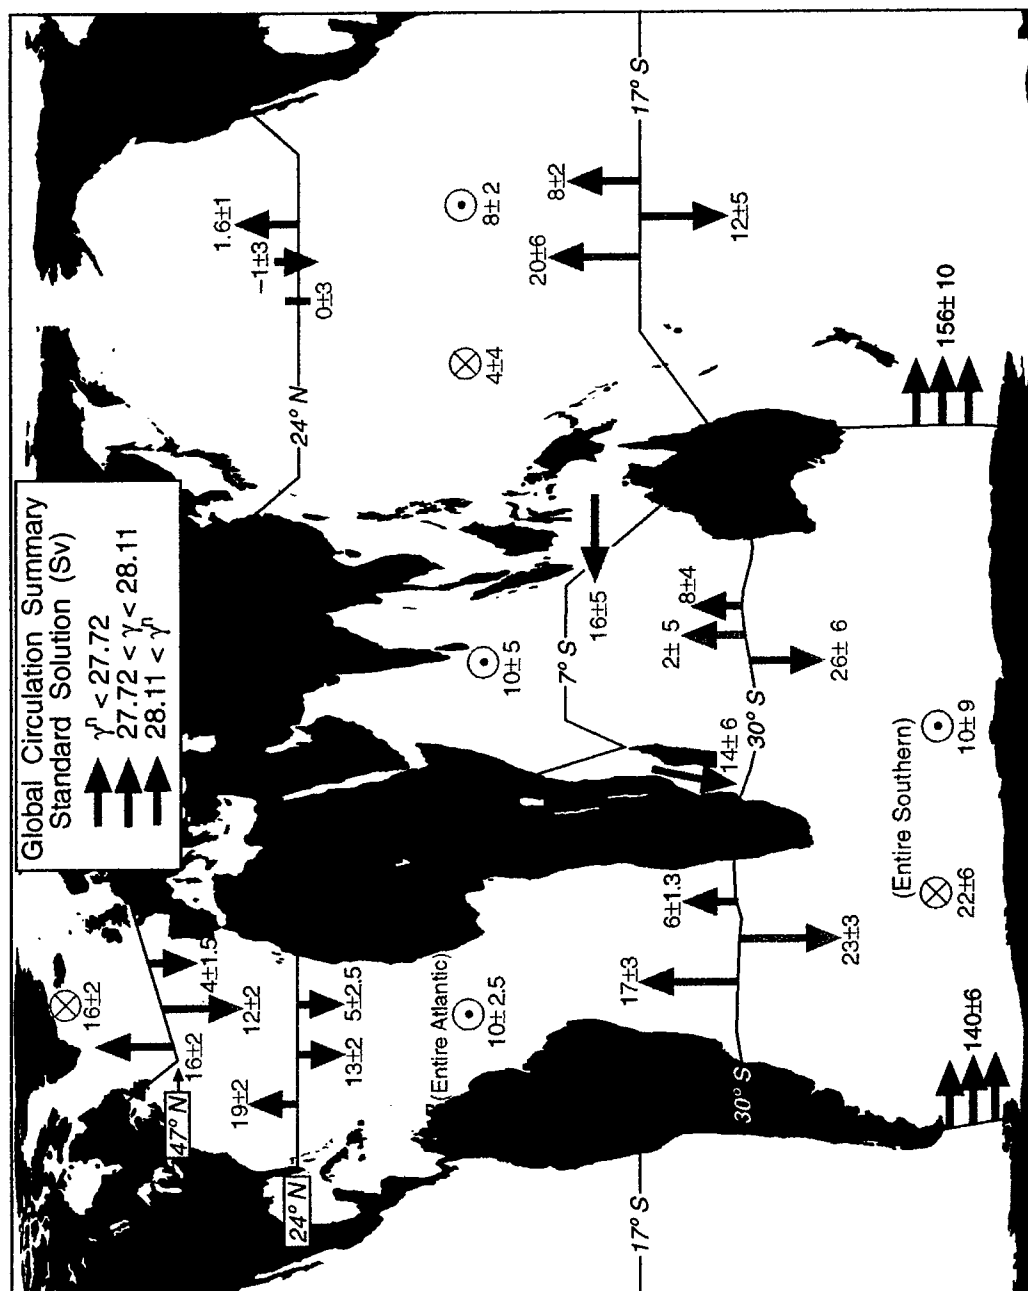 Global Circulation Summary
Standard Solution (Sv)
γⁿ < 27.72
27.72 < γ < 28.11
28.11 < γⁿ
16±2
4±1.5
12±2
16±2
47° N
24° N
19±2
13±2
5±2.5
(Entire Atlantic)
10±2.5
17±3
6±1.3
23±3
30° S
17° S
140±6
(Entire Southern)
22±6
10±9
14±6
30° S
2±5
8±4
26±6
7° S
10±5
16±5
156±10
24° N
0±3
−1±3
1.6±1
4±4
8±2
20±6
8±2
12±5
17° S